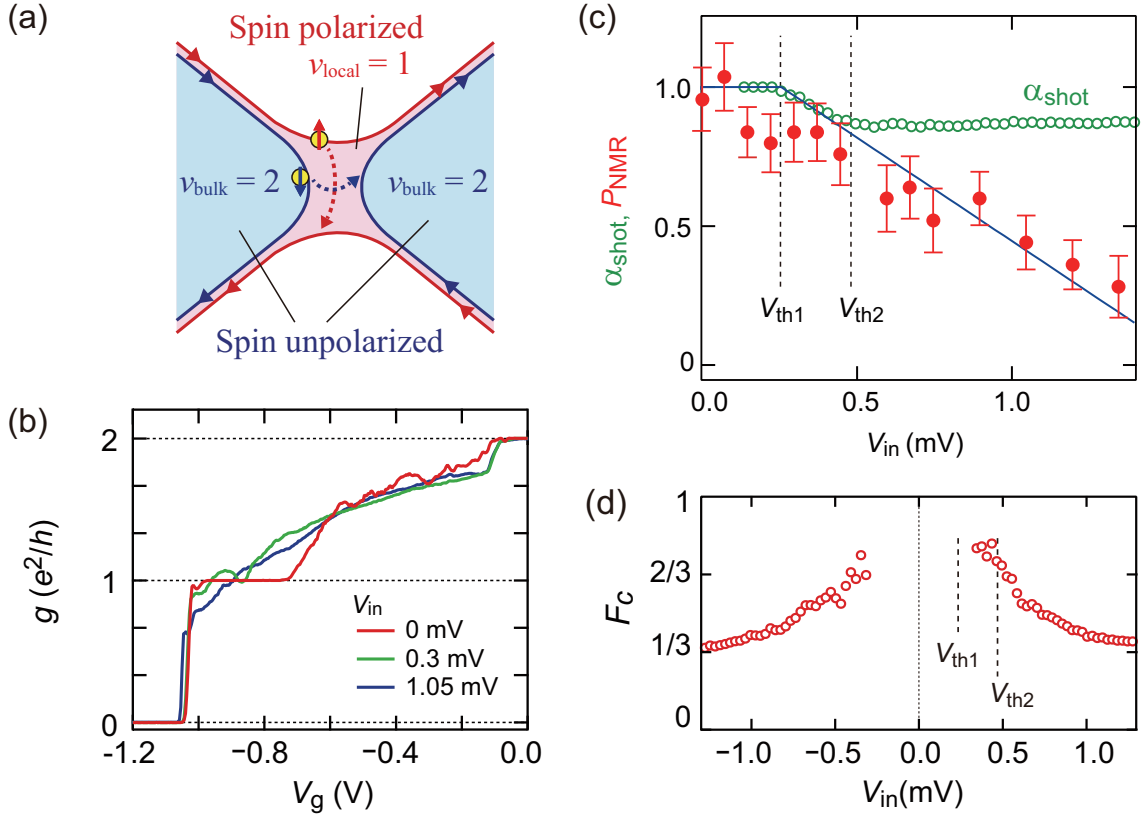 (a)
Spin polarized
νlocal = 1
νbulk = 2
νbulk = 2
Spin unpolarized
(b)
2
1
0
g (e²/h)
−1.2
−0.8
−0.4
0.0
Vg (V)
Vin
0 mV
0.3 mV
1.05 mV
(c)
1.0
0.5
0
αshot, PNMR
αshot
Vth1
Vth2
0.0
0.5
1.0
Vin (mV)
(d)
1
2/3
1/3
0
Fc
Vth1
Vth2
−1.0
−0.5
0.0
0.5
1.0
Vin(mV)